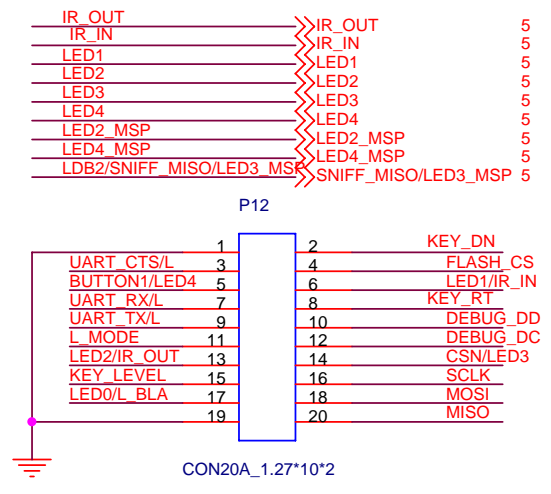 IR_OUT IR_OUT 5
IR_IN IR_IN 5
LED1 LED1 5
LED2 LED2 5
LED3 LED3 5
LED4 LED4 5
LED2_MSP LED2_MSP 5
LED4_MSP LED4_MSP 5
LDB2/SNIFF_MISO/LED3_MSP SNIFF_MISO/LED3_MSP 5
P12
1 2 KEY_DN
UART_CTS/L 3 4 FLASH_CS
BUTTON1/LED4 5 6 LED1/IR_IN
UART_RX/L 7 8 KEY_RT
UART_TX/L 9 10 DEBUG_DD
L_MODE 11 12 DEBUG_DC
LED2/IR_OUT 13 14 CSN/LED3
KEY_LEVEL 15 16 SCLK
LED0/L_BLA 17 18 MOSI
19 20 MISO
CON20A_1.27*10*2